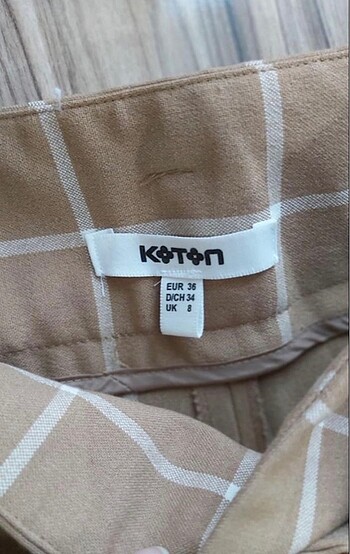 KOTON
EUR 36
D/CH 34
UK 8